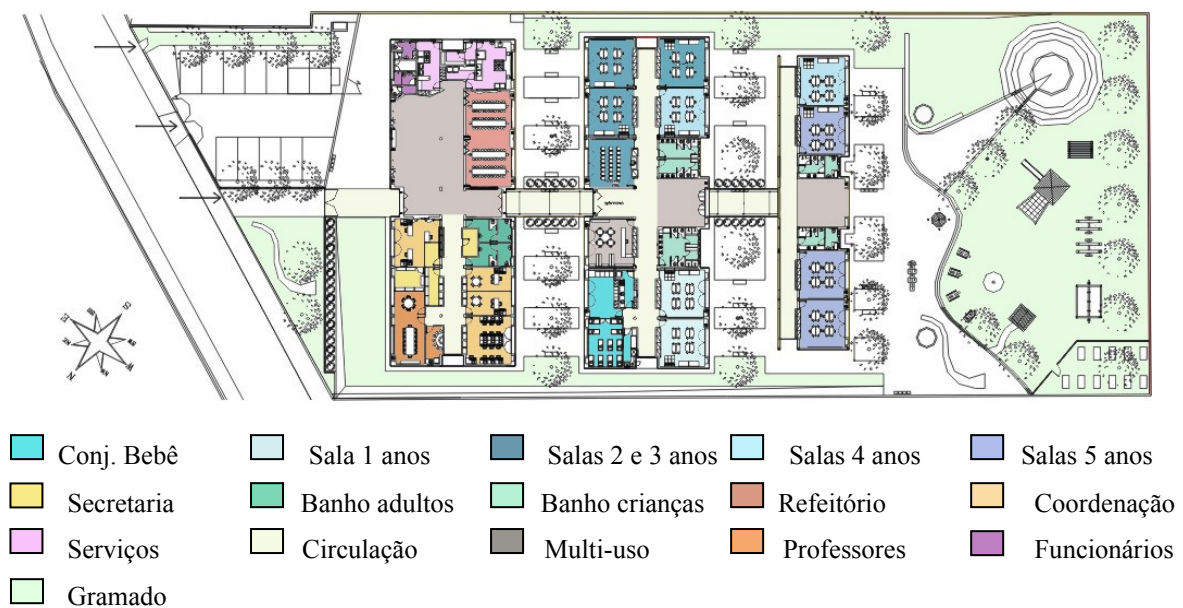 Conj. Bebê
Sala 1 anos
Salas 2 e 3 anos
Salas 4 anos
Salas 5 anos
Secretaria
Banho adultos
Banho crianças
Refeitório
Coordenação
Serviços
Circulação
Multi-uso
Professores
Funcionários
Gramado